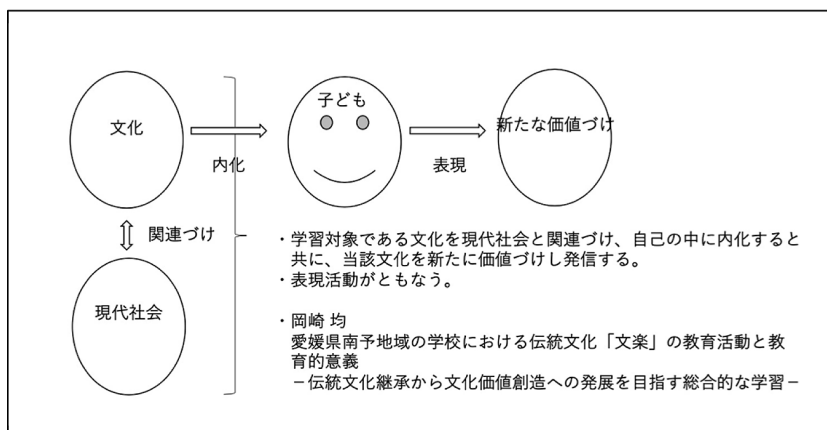 文化
子ども
新たな価値づけ
内化
表現
関連づけ
現代社会
・学習対象である文化を現代社会と関連づけ、自己の中に内化すると
共に、当該文化を新たに価値づけし発信する。
・表現活動がともなう。
・岡崎 均
愛媛県南予地域の学校における伝統文化「文楽」の教育活動と教
育的意義
−伝統文化継承から文化価値創造への発展を目指す総合的な学習−